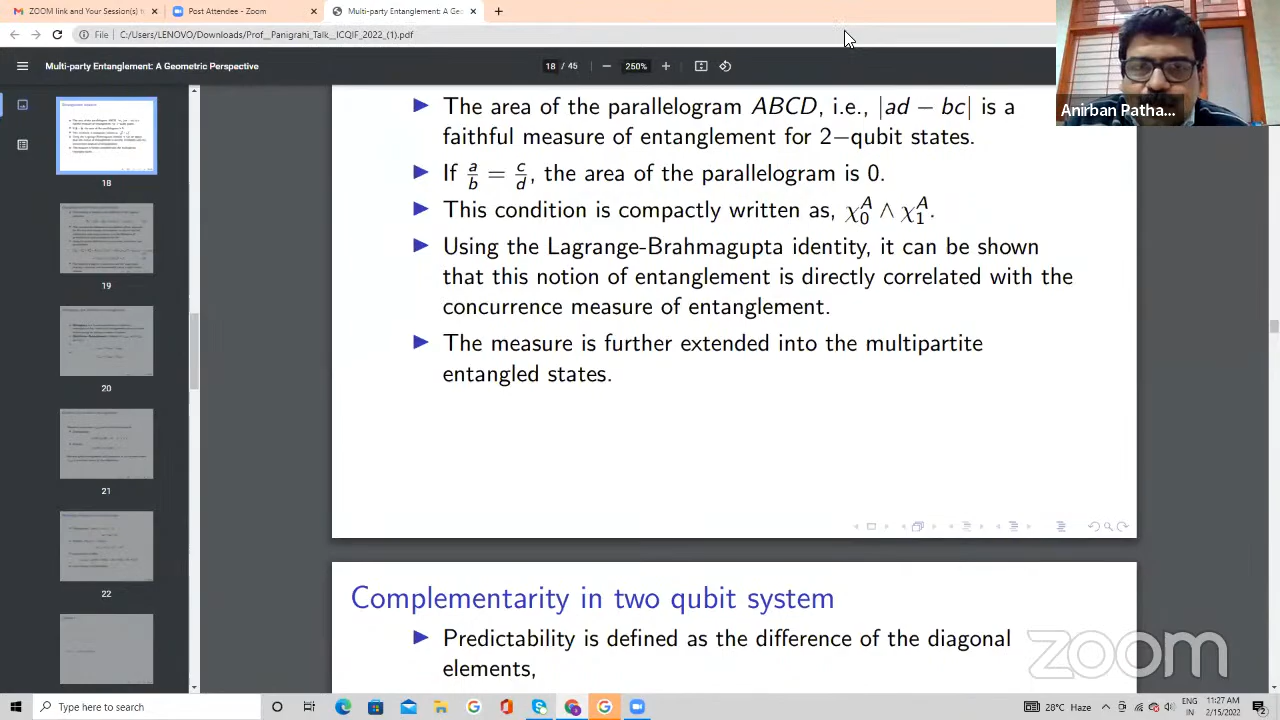 ZOOM link and Session(s) to
Post Attendee - Zoom
Multi-party Entanglement: A Ge
File
C:/Users/LENOVO/Downloads/Prof__Panigrahi_Talk__ICQIF_2022_(1).pdf
Multi-party Entanglement: A Geometric Perspective
18 / 45
250%
The area of the parallelogram ABCD, i.e., |ad − bc| is a
faithful measure of entanglement for 2−qubit states.
If a/b = c/d, the area of the parallelogram is 0.
This condition is compactly written as, χ₀ᴬ ∧ χ₁ᴬ.
Using the Lagrange-Brahmagupta identity, it can be shown
that this notion of entanglement is directly correlated with the
concurrence measure of entanglement.
The measure is further extended into the multipartite
entangled states.
Complementarity in two qubit system
Predictability is defined as the difference of the diagonal
elements,
18
19
20
21
22
Anirban Patha...
zoom
Type here to search
28°C Haze
ENG
IN
11:27 AM
2/15/2022